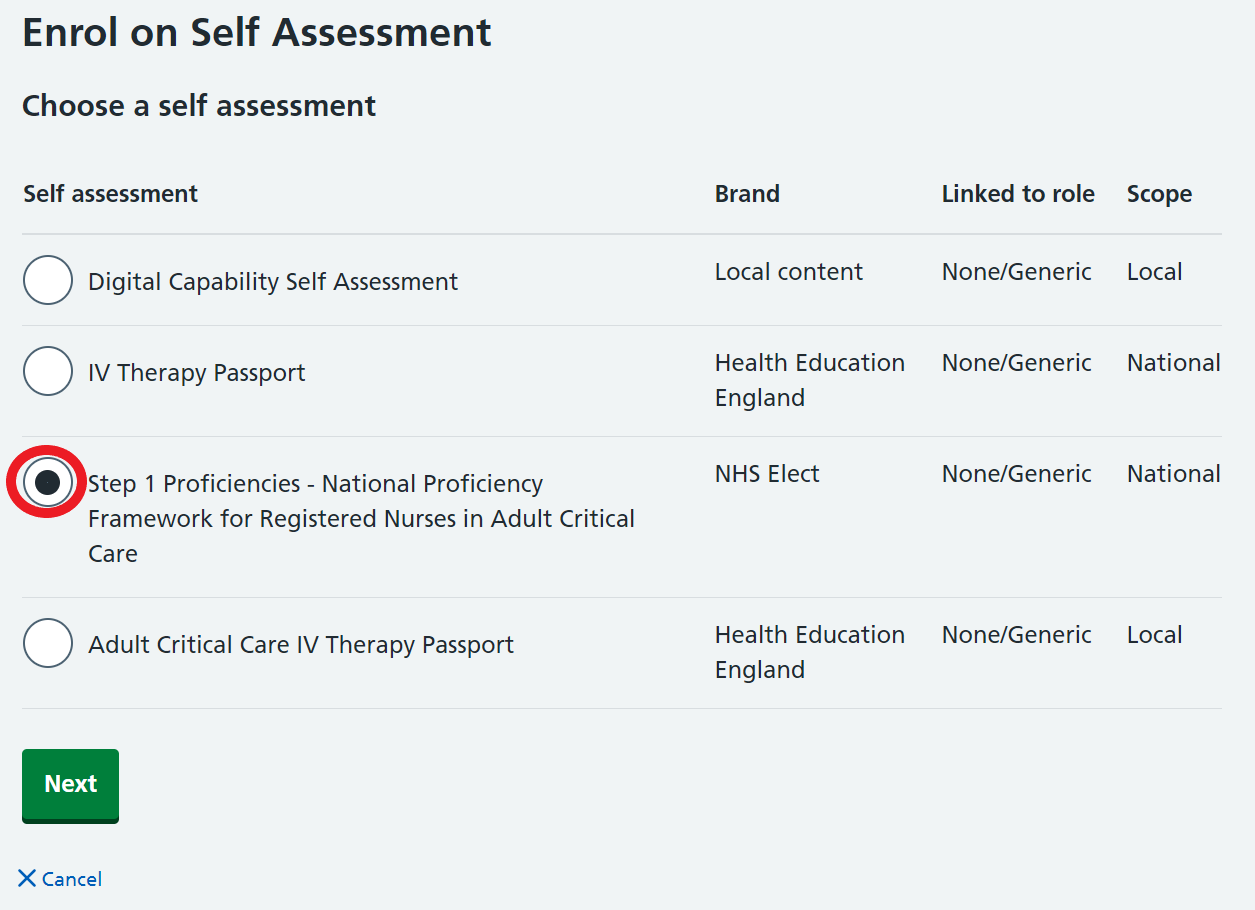 Enrol on Self Assessment
Choose a self assessment
Self assessment Brand Linked to role Scope
Digital Capability Self Assessment Local content None/Generic Local
IV Therapy Passport Health Education None/Generic National
England
Step 1 Proficiencies - National Proficiency NHS Elect None/Generic National
Framework for Registered Nurses in Adult Critical
Care
Adult Critical Care IV Therapy Passport Health Education None/Generic Local
England
Next
Cancel